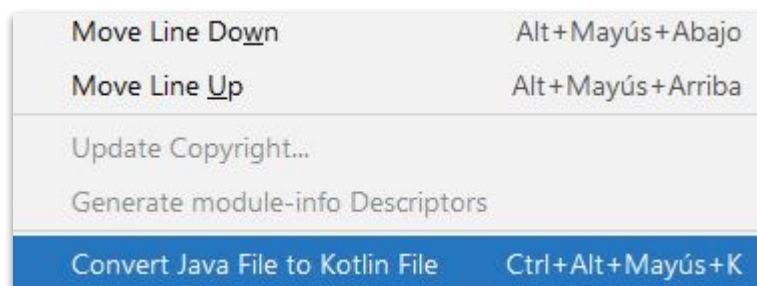 Move Line Down Alt+Mayús+Abajo
Move Line Up Alt+Mayús+Arriba
Update Copyright...
Generate module-info Descriptors
Convert Java File to Kotlin File Ctrl+Alt+Mayús+K